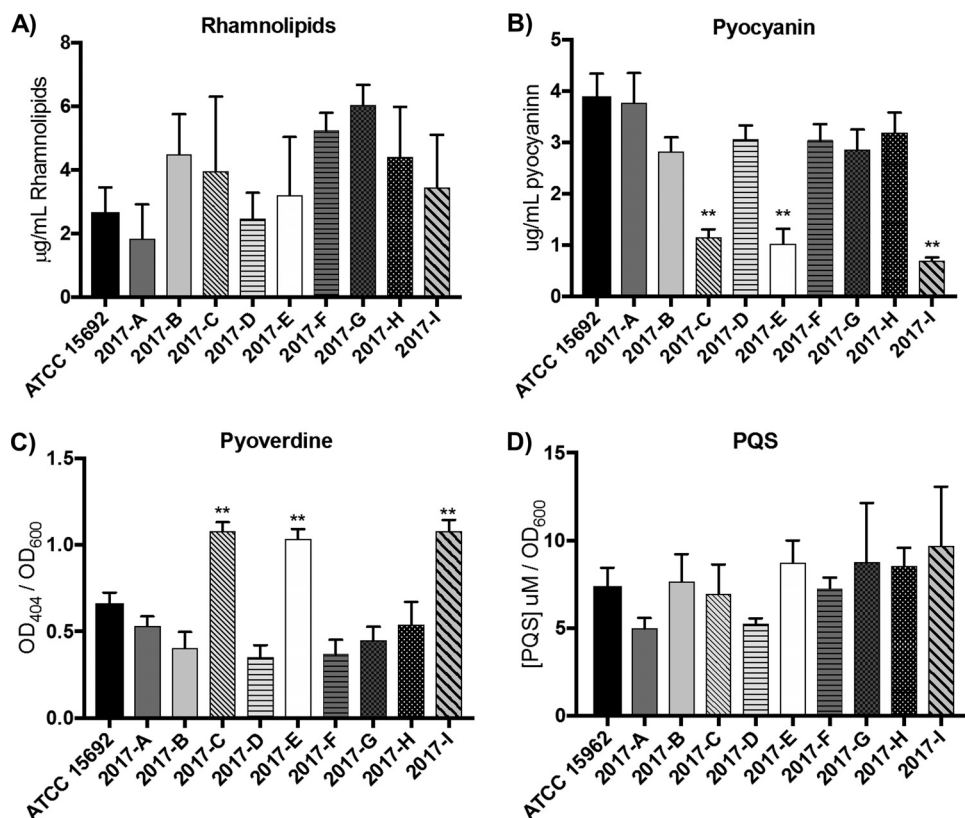 A)
Rhamnolipids
µg/mL Rhamnolipids
8
6
4
2
0
ATCC 15692
2017-A
2017-B
2017-C
2017-D
2017-E
2017-F
2017-G
2017-H
2017-I
B)
Pyocyanin
ug/mL pyocyaninn
5
4
3
2
1
0
**
**
**
ATCC 15692
2017-A
2017-B
2017-C
2017-D
2017-E
2017-F
2017-G
2017-H
2017-I
C)
Pyoverdine
OD404 / OD600
1.5
1.0
0.5
0.0
**
**
**
ATCC 15692
2017-A
2017-B
2017-C
2017-D
2017-E
2017-F
2017-G
2017-H
2017-I
D)
PQS
[PQS] uM / OD600
15
10
5
0
ATCC 15962
2017-A
2017-B
2017-C
2017-D
2017-E
2017-F
2017-G
2017-H
2017-I